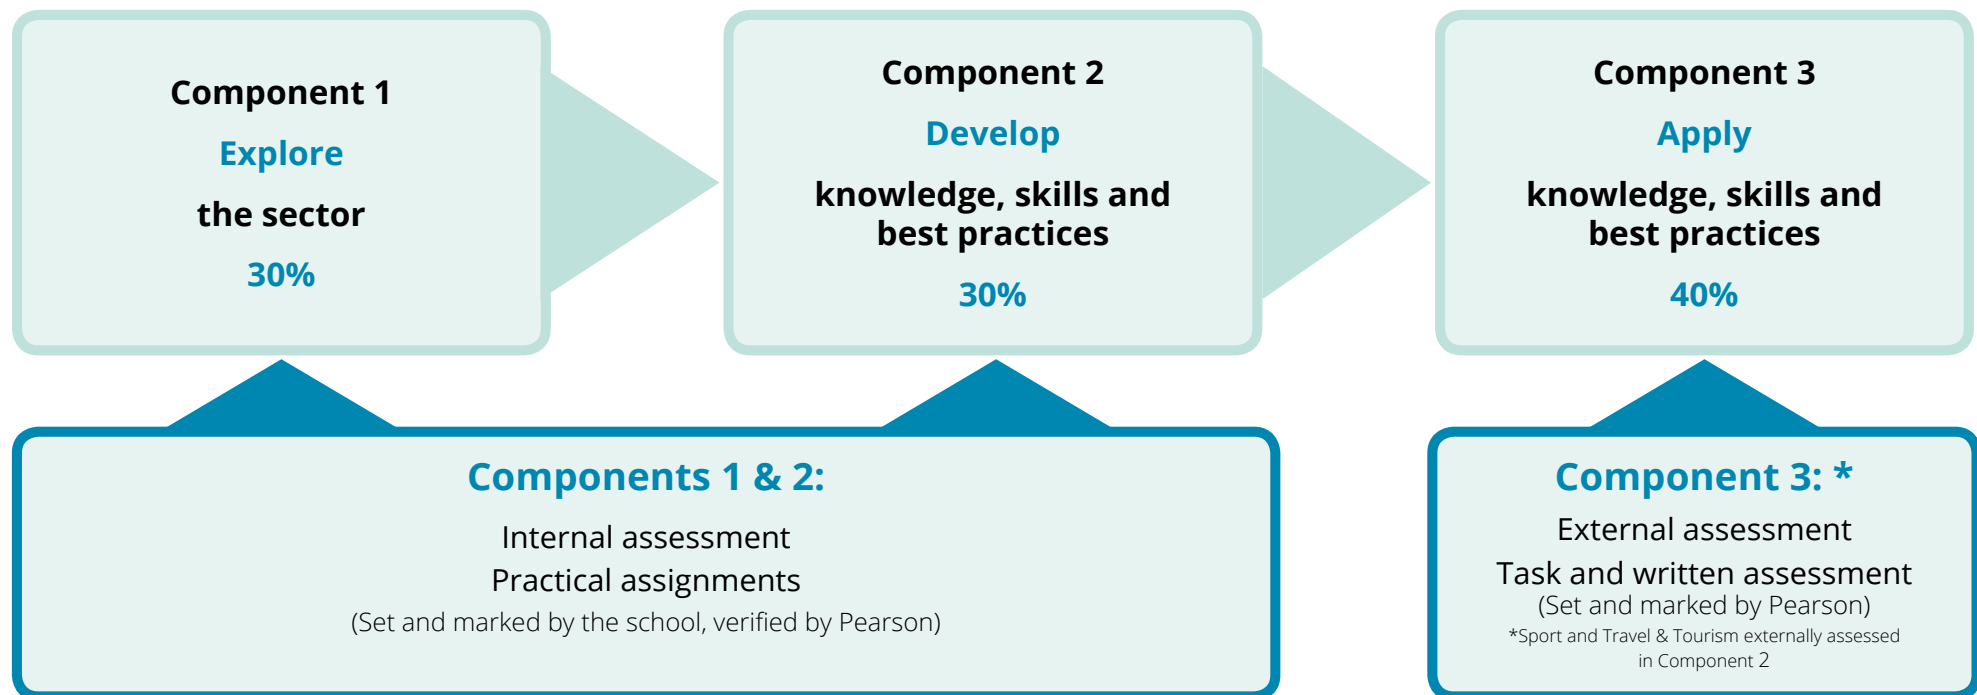 Component 1
Explore
the sector
30%
Component 2
Develop
knowledge, skills and
best practices
30%
Component 3
Apply
knowledge, skills and
best practices
40%
Components 1 & 2:
Internal assessment
Practical assignments
(Set and marked by the school, verified by Pearson)
Component 3: *
External assessment
Task and written assessment
(Set and marked by Pearson)
*Sport and Travel & Tourism externally assessed
in Component 2